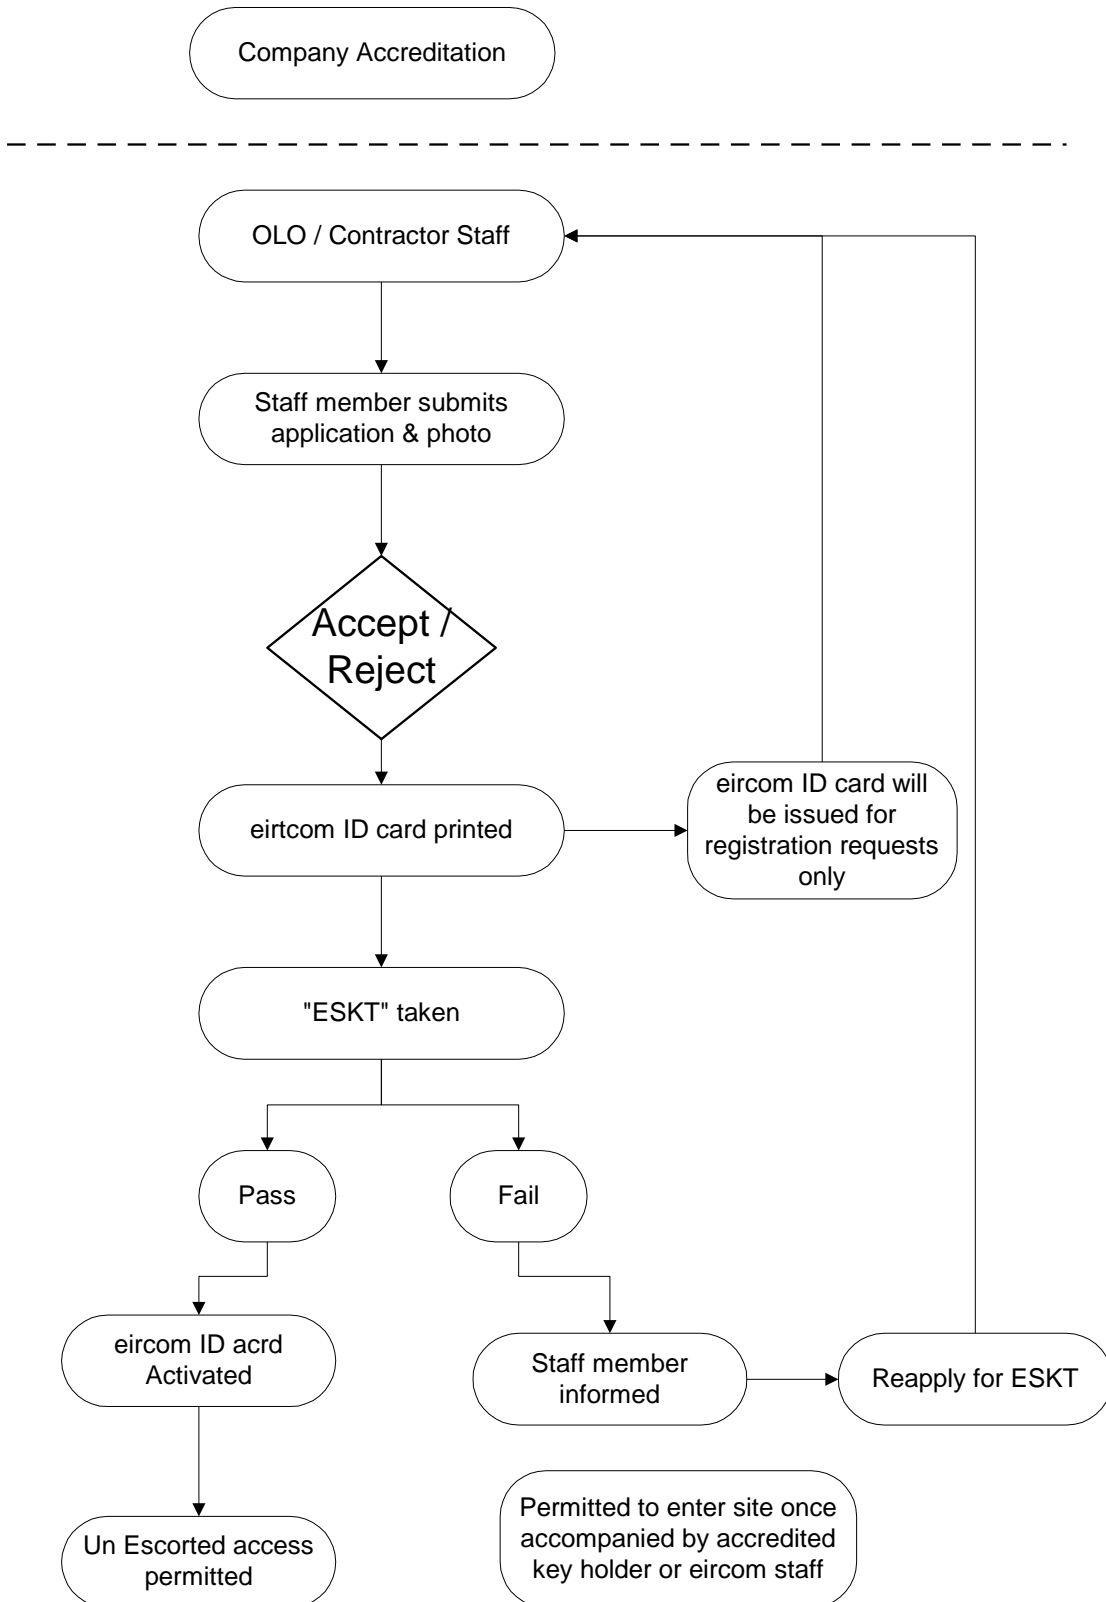 Company Accreditation
OLO / Contractor Staff
Staff member submits
application & photo
Accept /
Reject
eirtcom ID card printed
eircom ID card will
be issued for
registration requests
only
"ESKT" taken
Pass
Fail
eircom ID acrd
Activated
Staff member
informed
Reapply for ESKT
Un Escorted access
permitted
Permitted to enter site once
accompanied by accredited
key holder or eircom staff